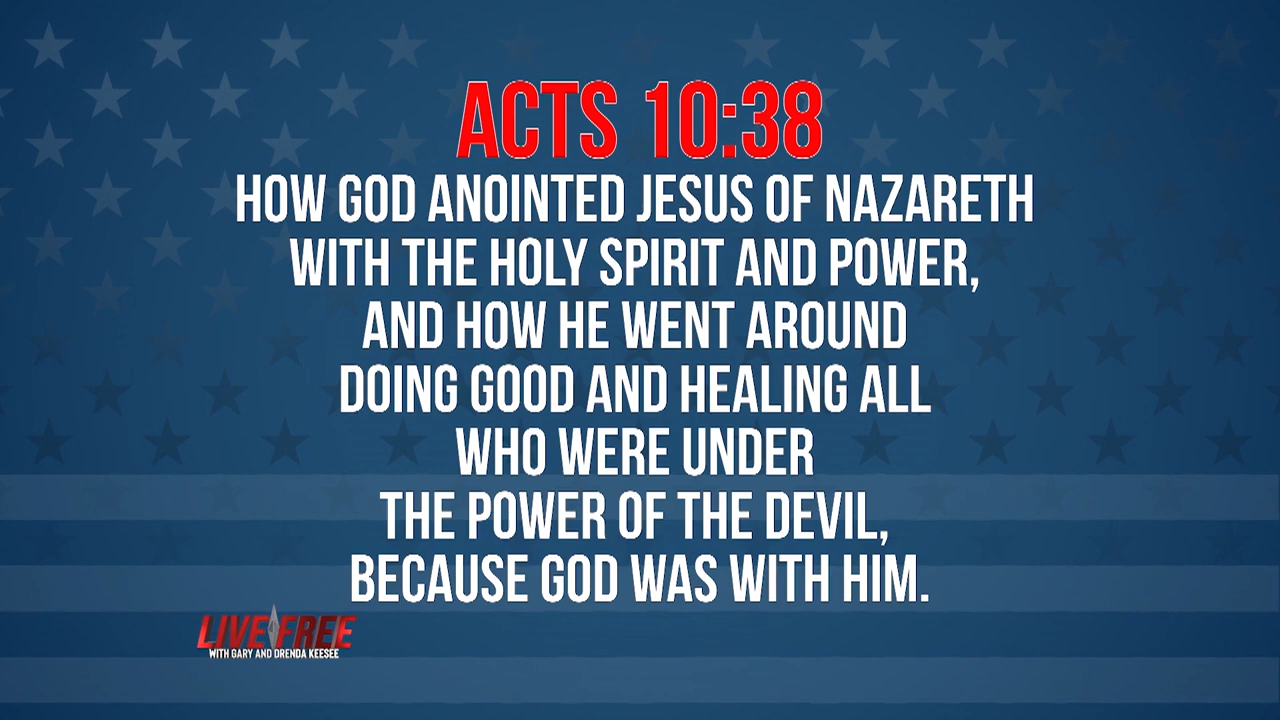 ACTS 10:38
HOW GOD ANOINTED JESUS OF NAZARETH
WITH THE HOLY SPIRIT AND POWER,
AND HOW HE WENT AROUND
DOING GOOD AND HEALING ALL
WHO WERE UNDER
THE POWER OF THE DEVIL,
BECAUSE GOD WAS WITH HIM.
LIVE FREE
WITH GARY AND DRENDA KEESEE